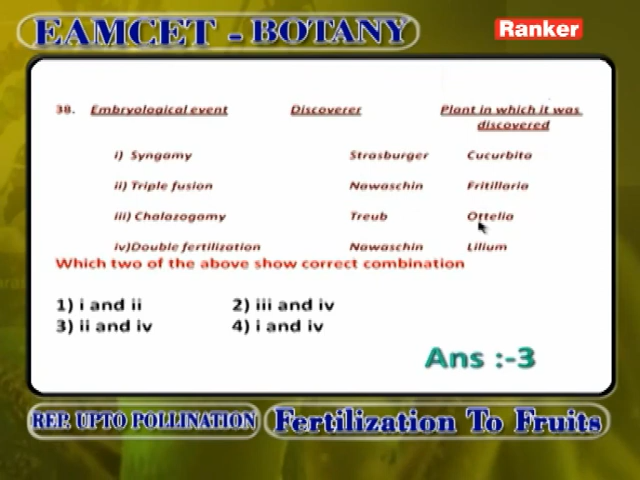 EAMCET - BOTANY
Ranker
38. Embryological event Discoverer Plant in which it was discovered
i) Syngamy Strasburger Cucurbita
ii) Triple fusion Nawaschin Fritillaria
iii) Chalazogamy Treub Ottelia
iv)Double fertilization Nawaschin Lilium
Which two of the above show correct combination
1) i and ii 2) iii and iv
3) ii and iv 4) i and iv
Ans :-3
REP. UPTO POLLINATION Fertilization To Fruits